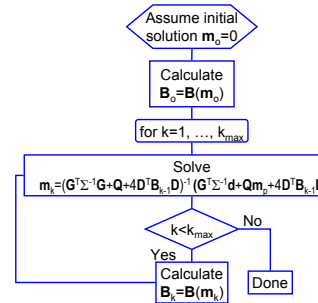 Assume initial
solution m₀=0
Calculate
B₀=B(m₀)
for k=1, ..., kₘₐₓ
Solve
mₖ=(GᵀΣ⁻¹G+Q+4DᵀBₖ₋₁D)⁻¹ (GᵀΣ⁻¹d+Qmₚ+4DᵀBₖ₋₁D
k<kₘₐₓ
No
Yes
Calculate
Bₖ=B(mₖ)
Done